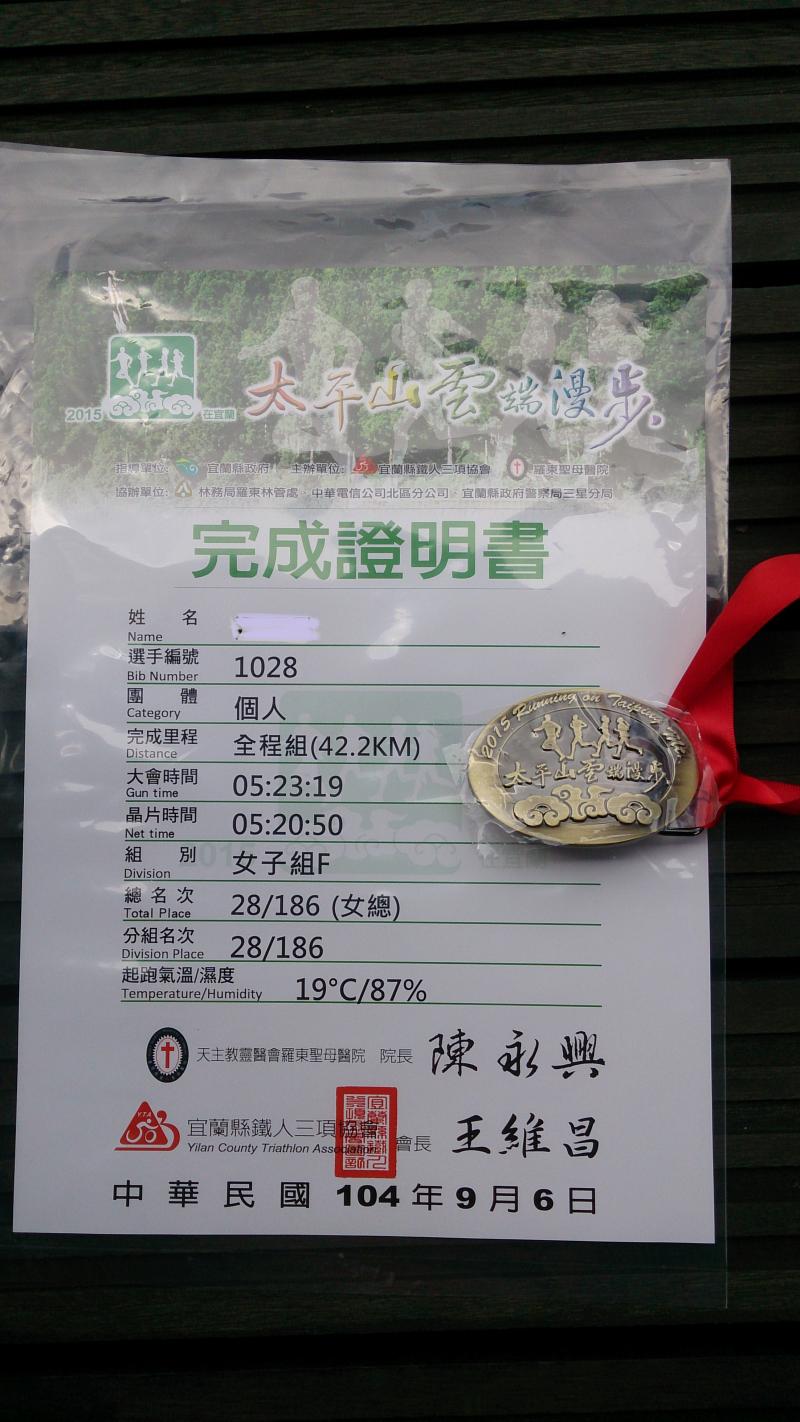 2015 在宜蘭 太平山雲端漫步
指導單位: 宜蘭縣政府 主辦單位: 宜蘭縣鐵人三項協會 羅東聖母醫院
協辦單位: 林務局羅東林管處・中華電信公司北區分公司・宜蘭縣政府警察局三星分局
完成證明書
姓名
Name
選手編號 1028
Bib Number
團體 個人
Category
完成里程 全程組(42.2KM)
Distance
大會時間 05:23:19
Gun time
晶片時間 05:20:50
Net time
組別 女子組F
Division
總名次 28/186 (女總)
Total Place
分組名次 28/186
Division Place
起跑氣溫/濕度 19°C/87%
Temperature/Humidity
2015 Running on Taiping
太平山雲端漫步
天主教靈醫會羅東聖母醫院 院長 陳永興
YTA
宜蘭縣鐵人三項協會 會長 王維昌
Yilan County Triathlon Association
中華民國 104 年 9 月 6 日